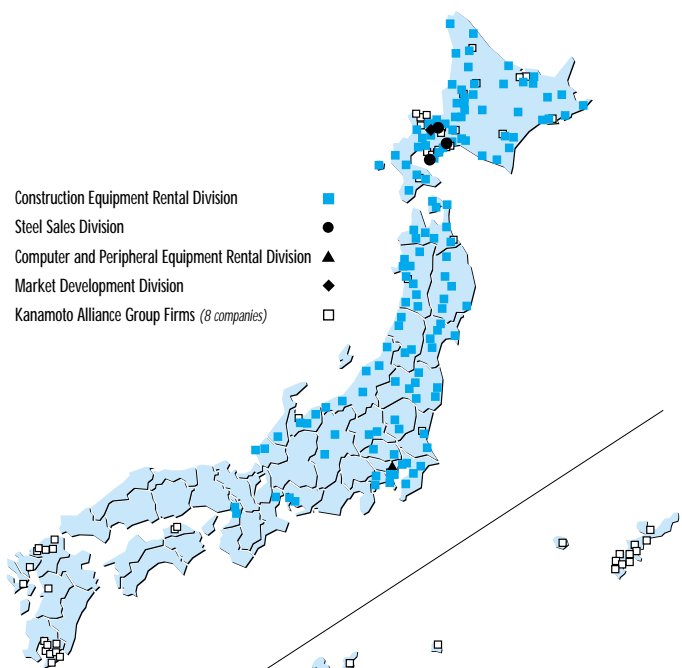 Construction Equipment Rental Division
Steel Sales Division
Computer and Peripheral Equipment Rental Division
Market Development Division
Kanamoto Alliance Group Firms (8 companies)